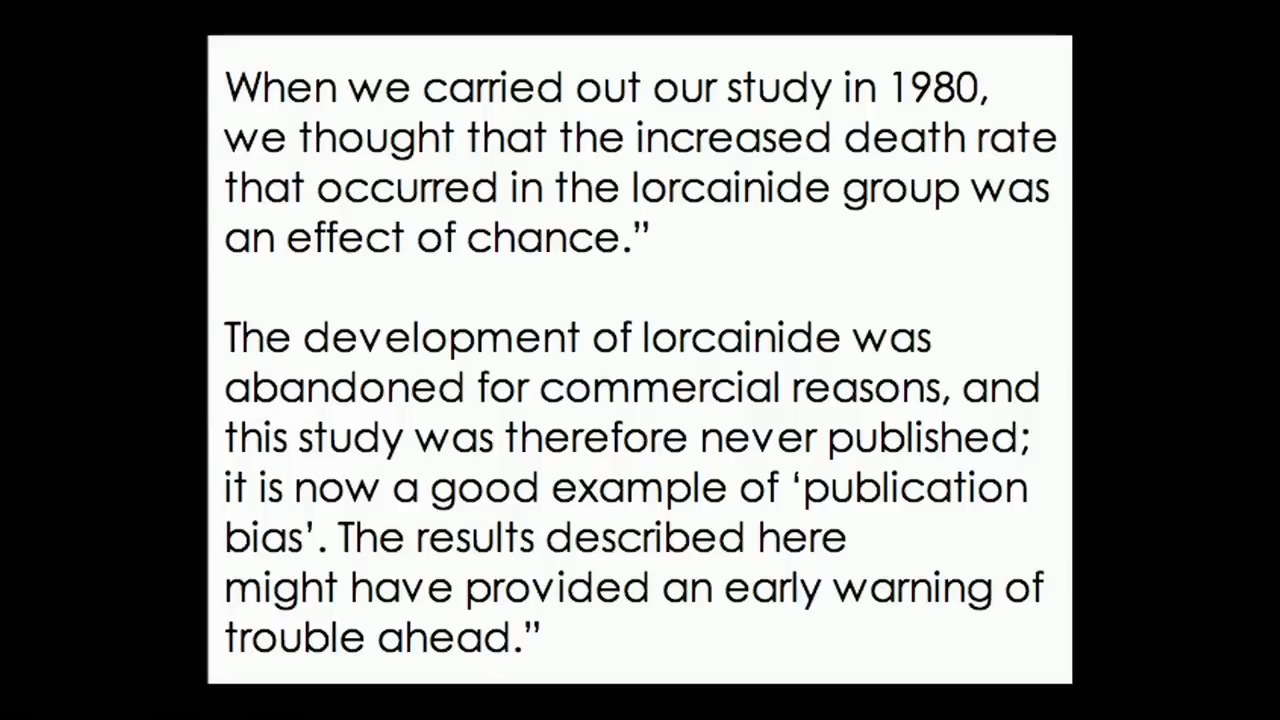 When we carried out our study in 1980,
we thought that the increased death rate
that occurred in the lorcainide group was
an effect of chance.”
The development of lorcainide was
abandoned for commercial reasons, and
this study was therefore never published;
it is now a good example of ‘publication
bias’. The results described here
might have provided an early warning of
trouble ahead.”